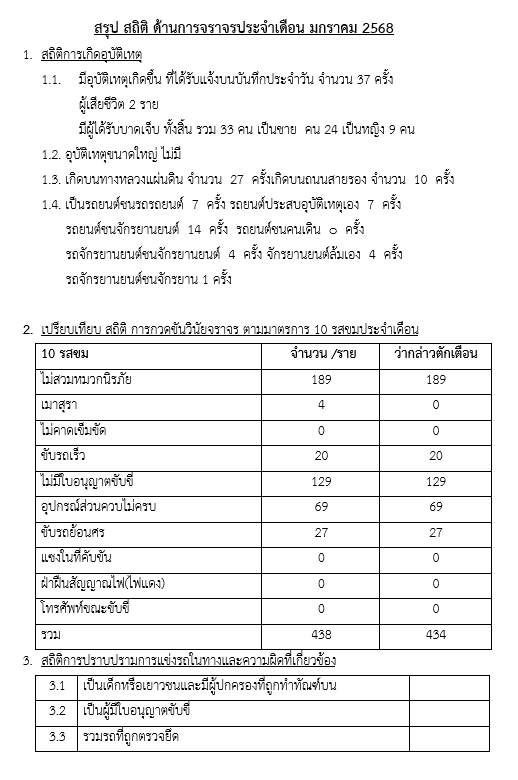 สรุป สถิติ ด้านการจราจรประจำเดือน มกราคม 2568
1. สถิติการเกิดอุบัติเหตุ
1.1. มีอุบัติเหตุเกิดขึ้น ที่ได้รับแจ้งบนบันทึกประจำวัน จำนวน 37 ครั้ง
ผู้เสียชีวิต 2 ราย
มีผู้ได้รับบาดเจ็บ ทั้งสิ้น รวม 33 คน เป็นชาย คน 24 เป็นหญิง 9 คน
1.2. อุบัติเหตุขนาดใหญ่ ไม่มี
1.3. เกิดบนทางหลวงแผ่นดิน จำนวน 27 ครั้งเกิดบนถนนสายรอง จำนวน 10 ครั้ง
1.4. เป็นรถยนต์ชนรถรถยนต์ 7 ครั้ง รถยนต์ประสบอุบัติเหตุเอง 7 ครั้ง
รถยนต์ชนจักรยานยนต์ 14 ครั้ง รถยนต์ชนคนเดิน ๐ ครั้ง
รถจักรยานยนต์ชนจักรยานยนต์ 4 ครั้ง จักรยานยนต์ล้มเอง 4 ครั้ง
รถจักรยานยนต์ชนจักรยาน 1 ครั้ง
2. เปรียบเทียบ สถิติ การกวดขันวินัยจราจร ตามมาตรการ 10 รสขมประจำเดือน
10 รสขม จำนวน /ราย ว่ากล่าวตักเตือน
ไม่สวมหมวกนิรภัย 189 189
เมาสุรา 4 0
ไม่คาดเข็มขัด 0 0
ขับรถเร็ว 20 20
ไม่มีใบอนุญาตขับขี่ 129 129
อุปกรณ์ส่วนควบไม่ครบ 69 69
ขับรถย้อนศร 27 27
แซงในที่คับขัน 0 0
ฝ่าฝืนสัญญาณไฟ(ไฟแดง) 0 0
โทรศัพท์ขณะขับขี่ 0 0
รวม 438 434
3. สถิติการปราบปรามการแข่งรถในทางและความผิดที่เกี่ยวข้อง
3.1 เป็นเด็กหรือเยาวชนและมีผู้ปกครองที่ถูกทำทัณฑ์บน
3.2 เป็นผู้มีใบอนุญาตขับขี่
3.3 รวมรถที่ถูกตรวจยึด